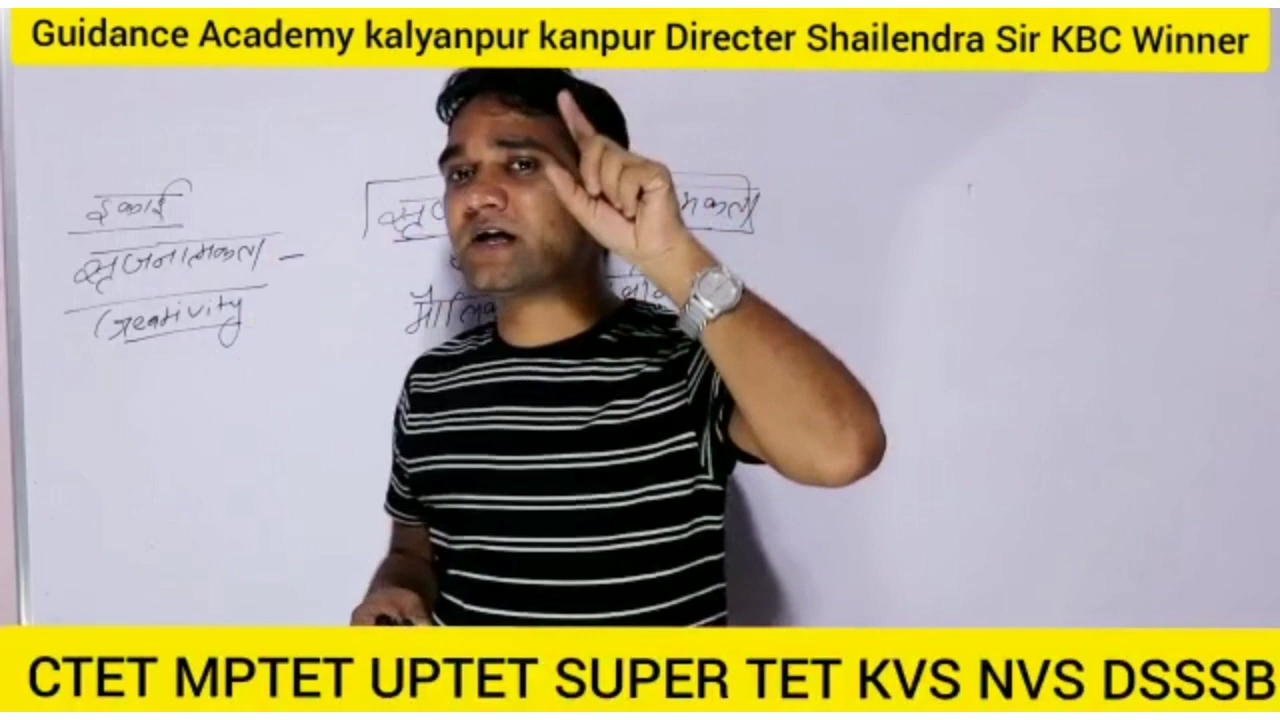 Guidance Academy kalyanpur kanpur Directer Shailendra Sir KBC Winner
इकाई
सृजनात्मकता –
Creativity
CTET MPTET UPTET SUPER TET KVS NVS DSSSB